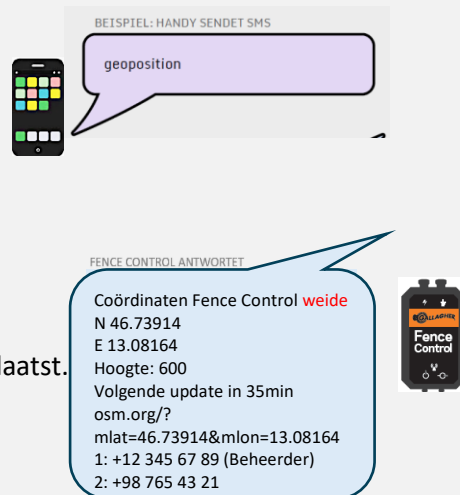 BEISPIEL: HANDY SENDET SMS
geoposition
FENCE CONTROL ANTWORTET
Coördinaten Fence Control weide
N 46.73914
E 13.08164
Hoogte: 600
Volgende update in 35min
osm.org/?
mlat=46.73914&mlon=13.08164
1: +12 345 67 89 (Beheerder)
2: +98 765 43 21
laatst.
GALLAGHER
Fence
Control